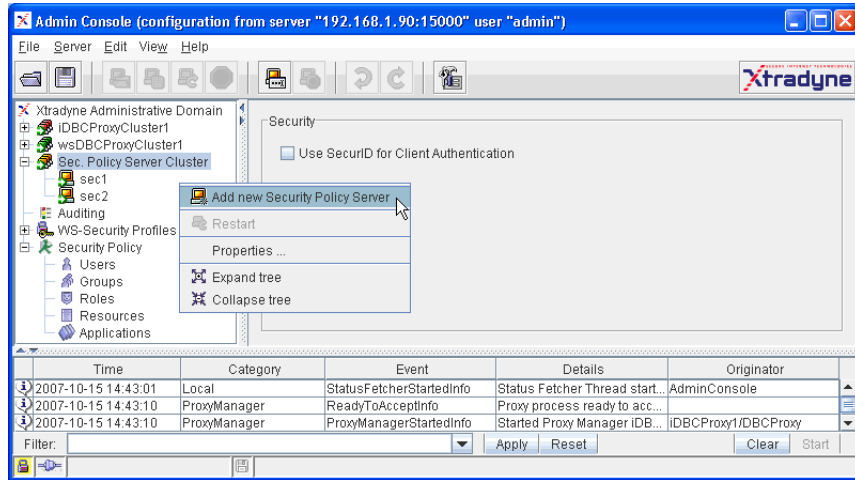 Admin Console (configuration from server "192.168.1.90:15000" user "admin")
File Server Edit View Help
Xtradyne
Xtradyne Administrative Domain
iDBCProxyCluster1
wsDBCProxyCluster1
Sec. Policy Server Cluster
sec1
sec2
Auditing
WS-Security Profiles
Security Policy
Users
Groups
Roles
Resources
Applications
Security
Use SecurID for Client Authentication
Add new Security Policy Server
Restart
Properties ...
Expand tree
Collapse tree
Time Category Event Details Originator
2007-10-15 14:43:01 Local StatusFetcherStartedInfo Status Fetcher Thread start... AdminConsole
2007-10-15 14:43:10 ProxyManager ReadyToAcceptInfo Proxy process ready to acc...
2007-10-15 14:43:10 ProxyManager ProxyManagerStartedInfo Started Proxy Manager iDB... iDBCProxy1/DBCProxy
Filter: Apply Reset Clear Start